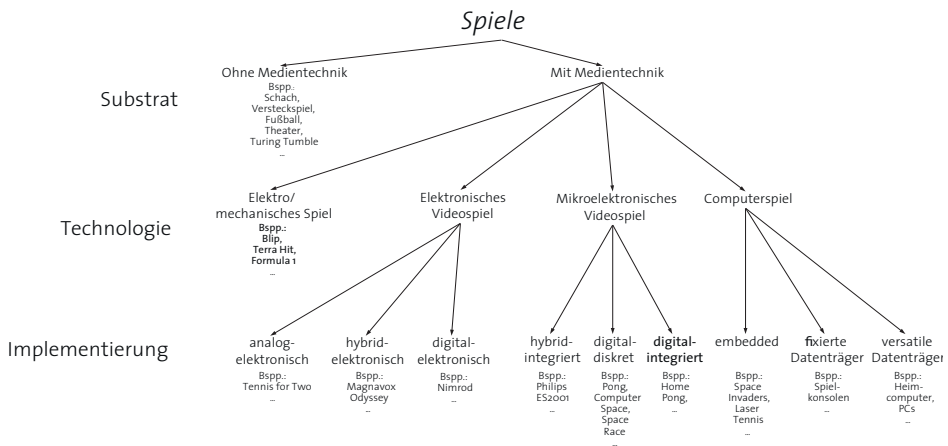 Spiele
Substrat
Ohne Medientechnik
Bspp.:
Schach,
Versteckspiel,
Fußball,
Theater,
Turing Tumble
...
Mit Medientechnik
Technologie
Elektro/
mechanisches Spiel
Bspp.:
Blip,
Terra Hit,
Formula 1
...
Elektronisches
Videospiel
Mikroelektronisches
Videospiel
Computerspiel
Implementierung
analog-
elektronisch
Bspp.:
Tennis for Two
...
hybrid-
elektronisch
Bspp.:
Magnavox
Odyssey
...
digital-
elektronisch
Bspp.:
Nimrod
...
hybrid-
integriert
Bspp.:
Philips
ES2001
...
digital-
diskret
Bspp.:
Pong,
Computer
Space,
Space
Race
...
digital-
integriert
Bspp.:
Home
Pong,
...
embedded
Bspp.:
Space
Invaders,
Laser
Tennis
...
fixierte
Datenträger
Bspp.:
Spiel-
konsolen
...
versatile
Datenträger
Bspp.:
Heim-
computer,
PCs
...